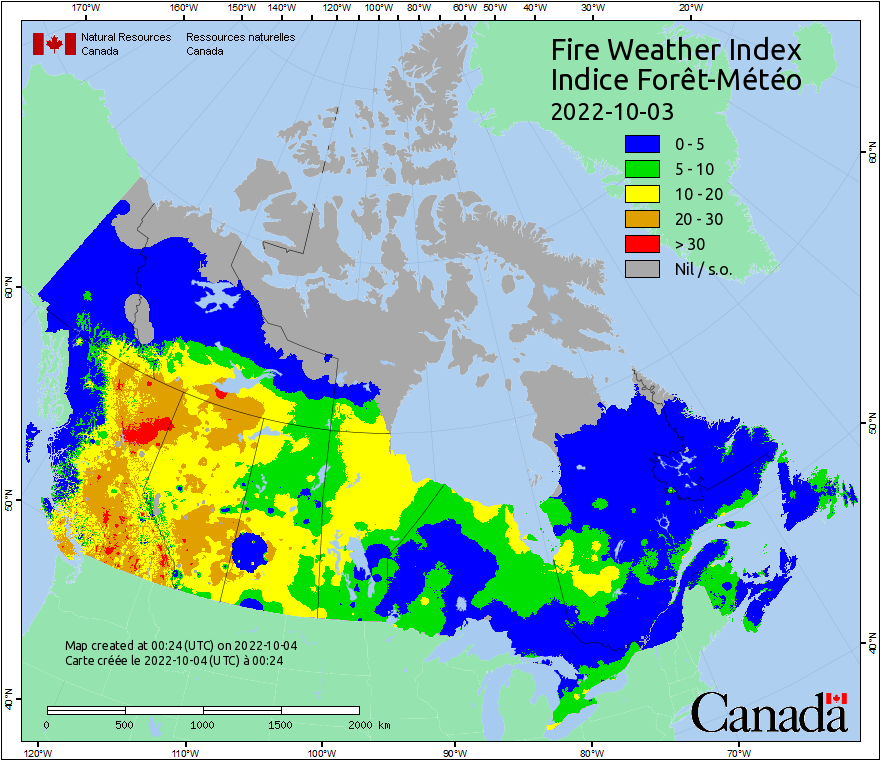 170°W 160°W 150°W 140°W 120°W 100°W 80°W 60°W 50°W 40°W 30°W 20°W
Natural Resources Ressources naturelles
Canada Canada
Fire Weather Index
Indice Forêt-Météo
2022-10-03
0 - 5
5 - 10
10 - 20
20 - 30
> 30
Nil / s.o.
60°N
60°N
50°N
50°N
40°N
40°N
Map created at 00:24 (UTC) on 2022-10-04
Carte créée le 2022-10-04 (UTC) à 00:24
0 500 1000 1500 2000 km
Canada
120°W 110°W 100°W 90°W 80°W 70°W